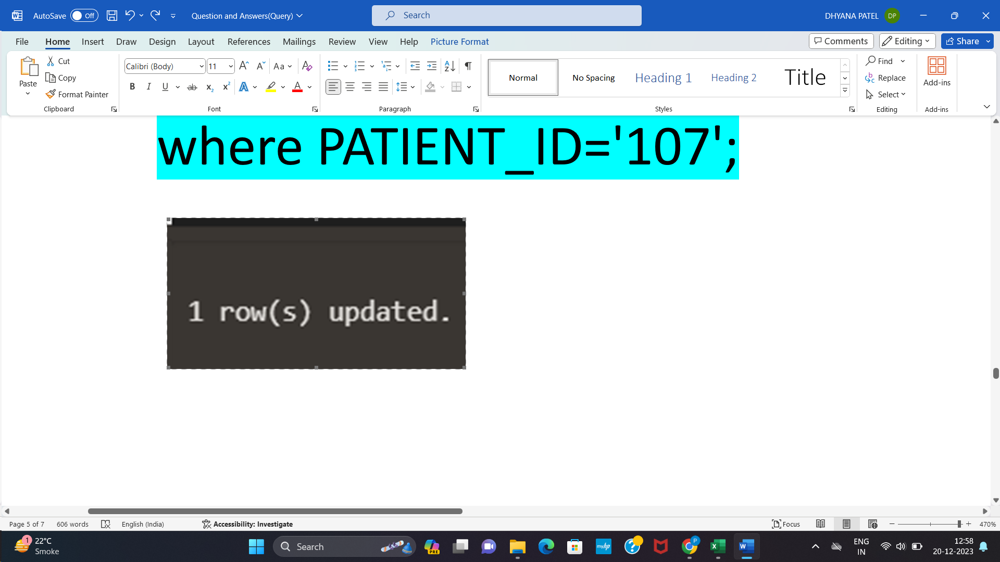 AutoSave Off Question and Answers(Query) Search DHYANA PATEL DP
File Home Insert Draw Design Layout References Mailings Review View Help Picture Format Comments Editing Share
Paste Cut Copy Format Painter
Calibri (Body) 11
Normal No Spacing Heading 1 Heading 2 Title
Find Replace Select
Add-ins
Clipboard Font Paragraph Styles Editing Add-ins
where PATIENT_ID='107';
1 row(s) updated.
Page 5 of 7 606 words English (India) Accessibility: Investigate Focus 470%
1 22°C Smoke
Search PRE myhp P
ENG IN
12:58
20-12-2023